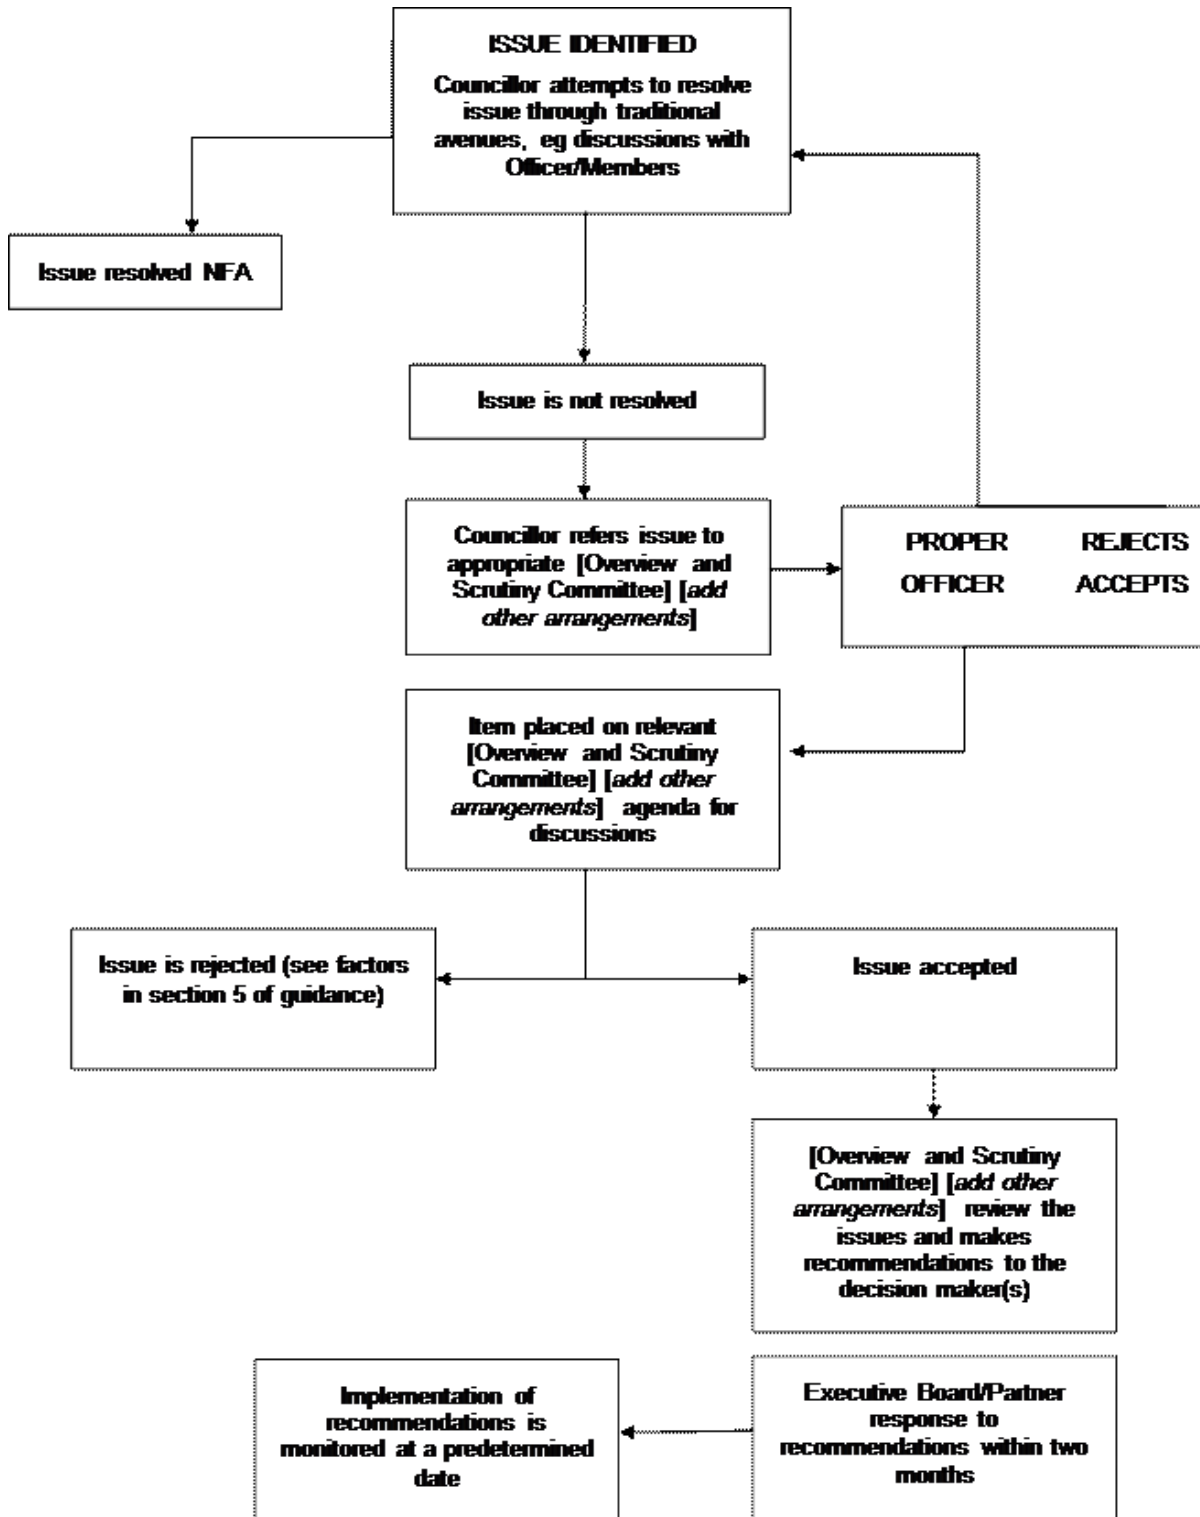 ISSUE IDENTIFIED
Councillor attempts to resolve
issue through traditional
avenues, eg discussions with
Officer/Members
Issue resolved NFA
Issue is not resolved
Councillor refers issue to
appropriate [Overview and
Scrutiny Committee] [add
other arrangements]
PROPER REJECTS
OFFICER ACCEPTS
Item placed on relevant
[Overview and Scrutiny
Committee] [add other
arrangements] agenda for
discussions
Issue is rejected (see factors
in section 5 of guidance)
Issue accepted
[Overview and Scrutiny
Committee] [add other
arrangements] review the
issues and makes
recommendations to the
decision maker(s)
Implementation of
recommendations is
monitored at a predetermined
date
Executive Board/Partner
response to
recommendations within two
months